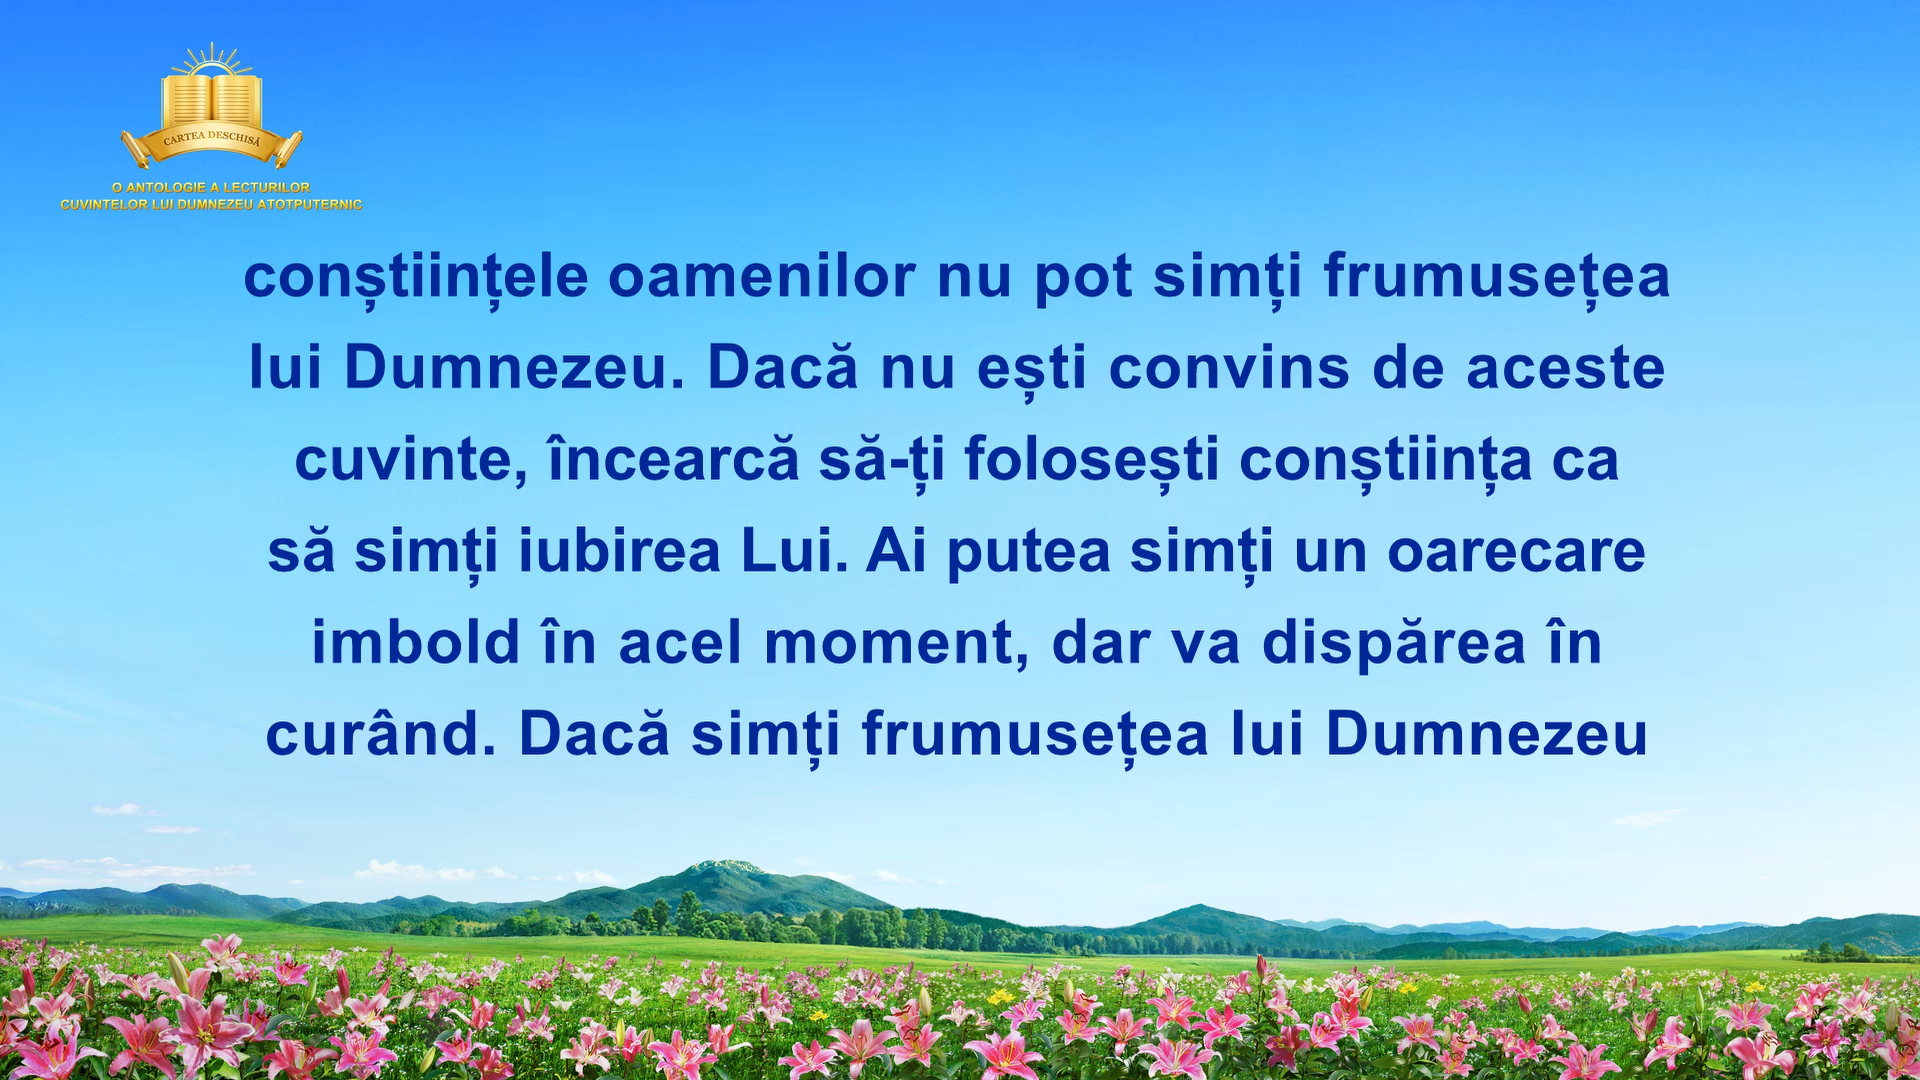 CARTEA DESCHISĂ
O ANTOLOGIE A LECTURILOR
CUVINTELOR LUI DUMNEZEU ATOTPUTERNIC
conștiințele oamenilor nu pot simți frumusețea
lui Dumnezeu. Dacă nu ești convins de aceste
cuvinte, încearcă să-ți folosești conștiința ca
să simți iubirea Lui. Ai putea simți un oarecare
imbold în acel moment, dar va dispărea în
curând. Dacă simți frumusețea lui Dumnezeu